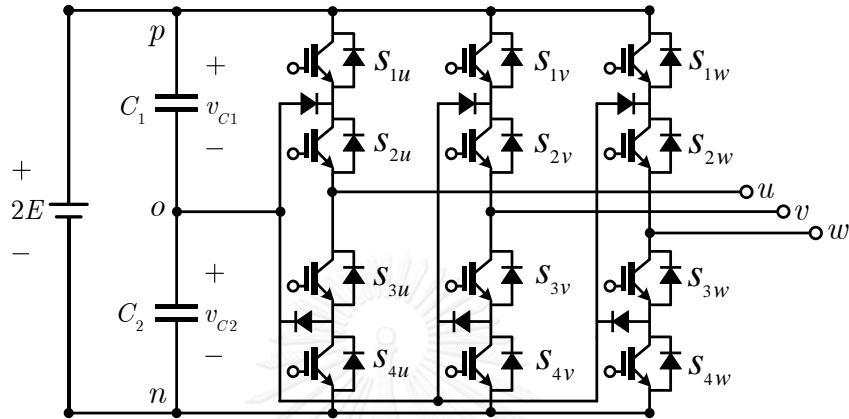 p
+
S1u
S1v
S1w
C1
vC1
−
S2u
S2v
S2w
+
2E
−
o
u
v
w
+
S3u
S3v
S3w
C2
vC2
−
S4u
S4v
S4w
n